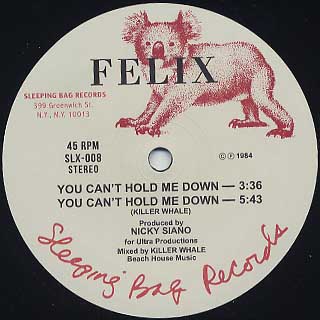 FELIX
SLEEPING BAG RECORDS
399 Greenwich St.
N.Y., N.Y. 10013
45 RPM
SLX-008
STEREO
© ℗ 1984
YOU CAN'T HOLD ME DOWN — 3:36
YOU CAN'T HOLD ME DOWN — 5:43
(KILLER WHALE)
Produced by
NICKY SIANO
for Ultra Productions
Mixed by KILLER WHALE
Beach House Music
Sleeping Bag Records